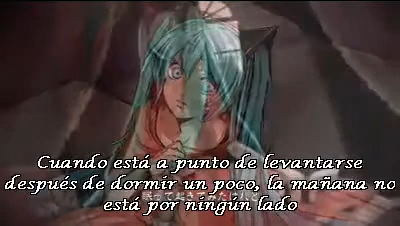 Cuando está a punto de levantarse
después de dormir un poco, la mañana no
está por ningún lado